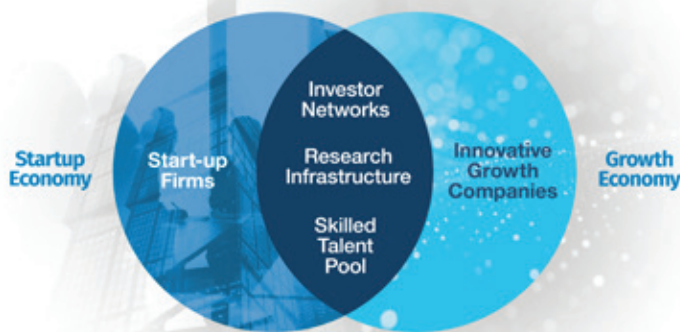 Startup
Economy
Start-up
Firms
Investor
Networks
Research
Infrastructure
Skilled
Talent
Pool
Innovative
Growth
Companies
Growth
Economy